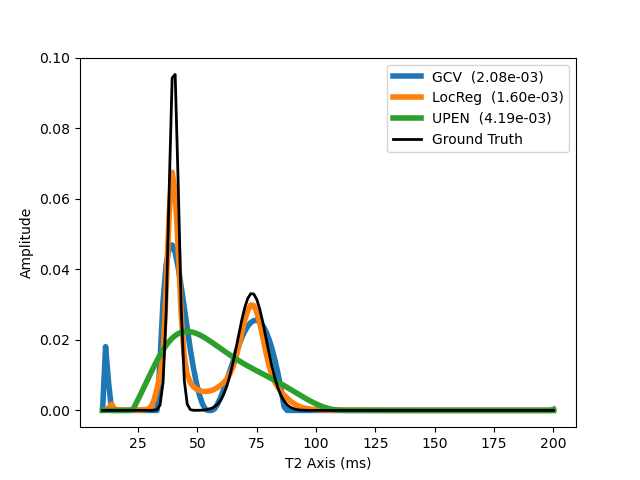 0.10
0.08
0.06
0.04
0.02
0.00
Amplitude
25 50 75 100 125 150 175 200
T2 Axis (ms)
GCV (2.08e-03)
LocReg (1.60e-03)
UPEN (4.19e-03)
Ground Truth